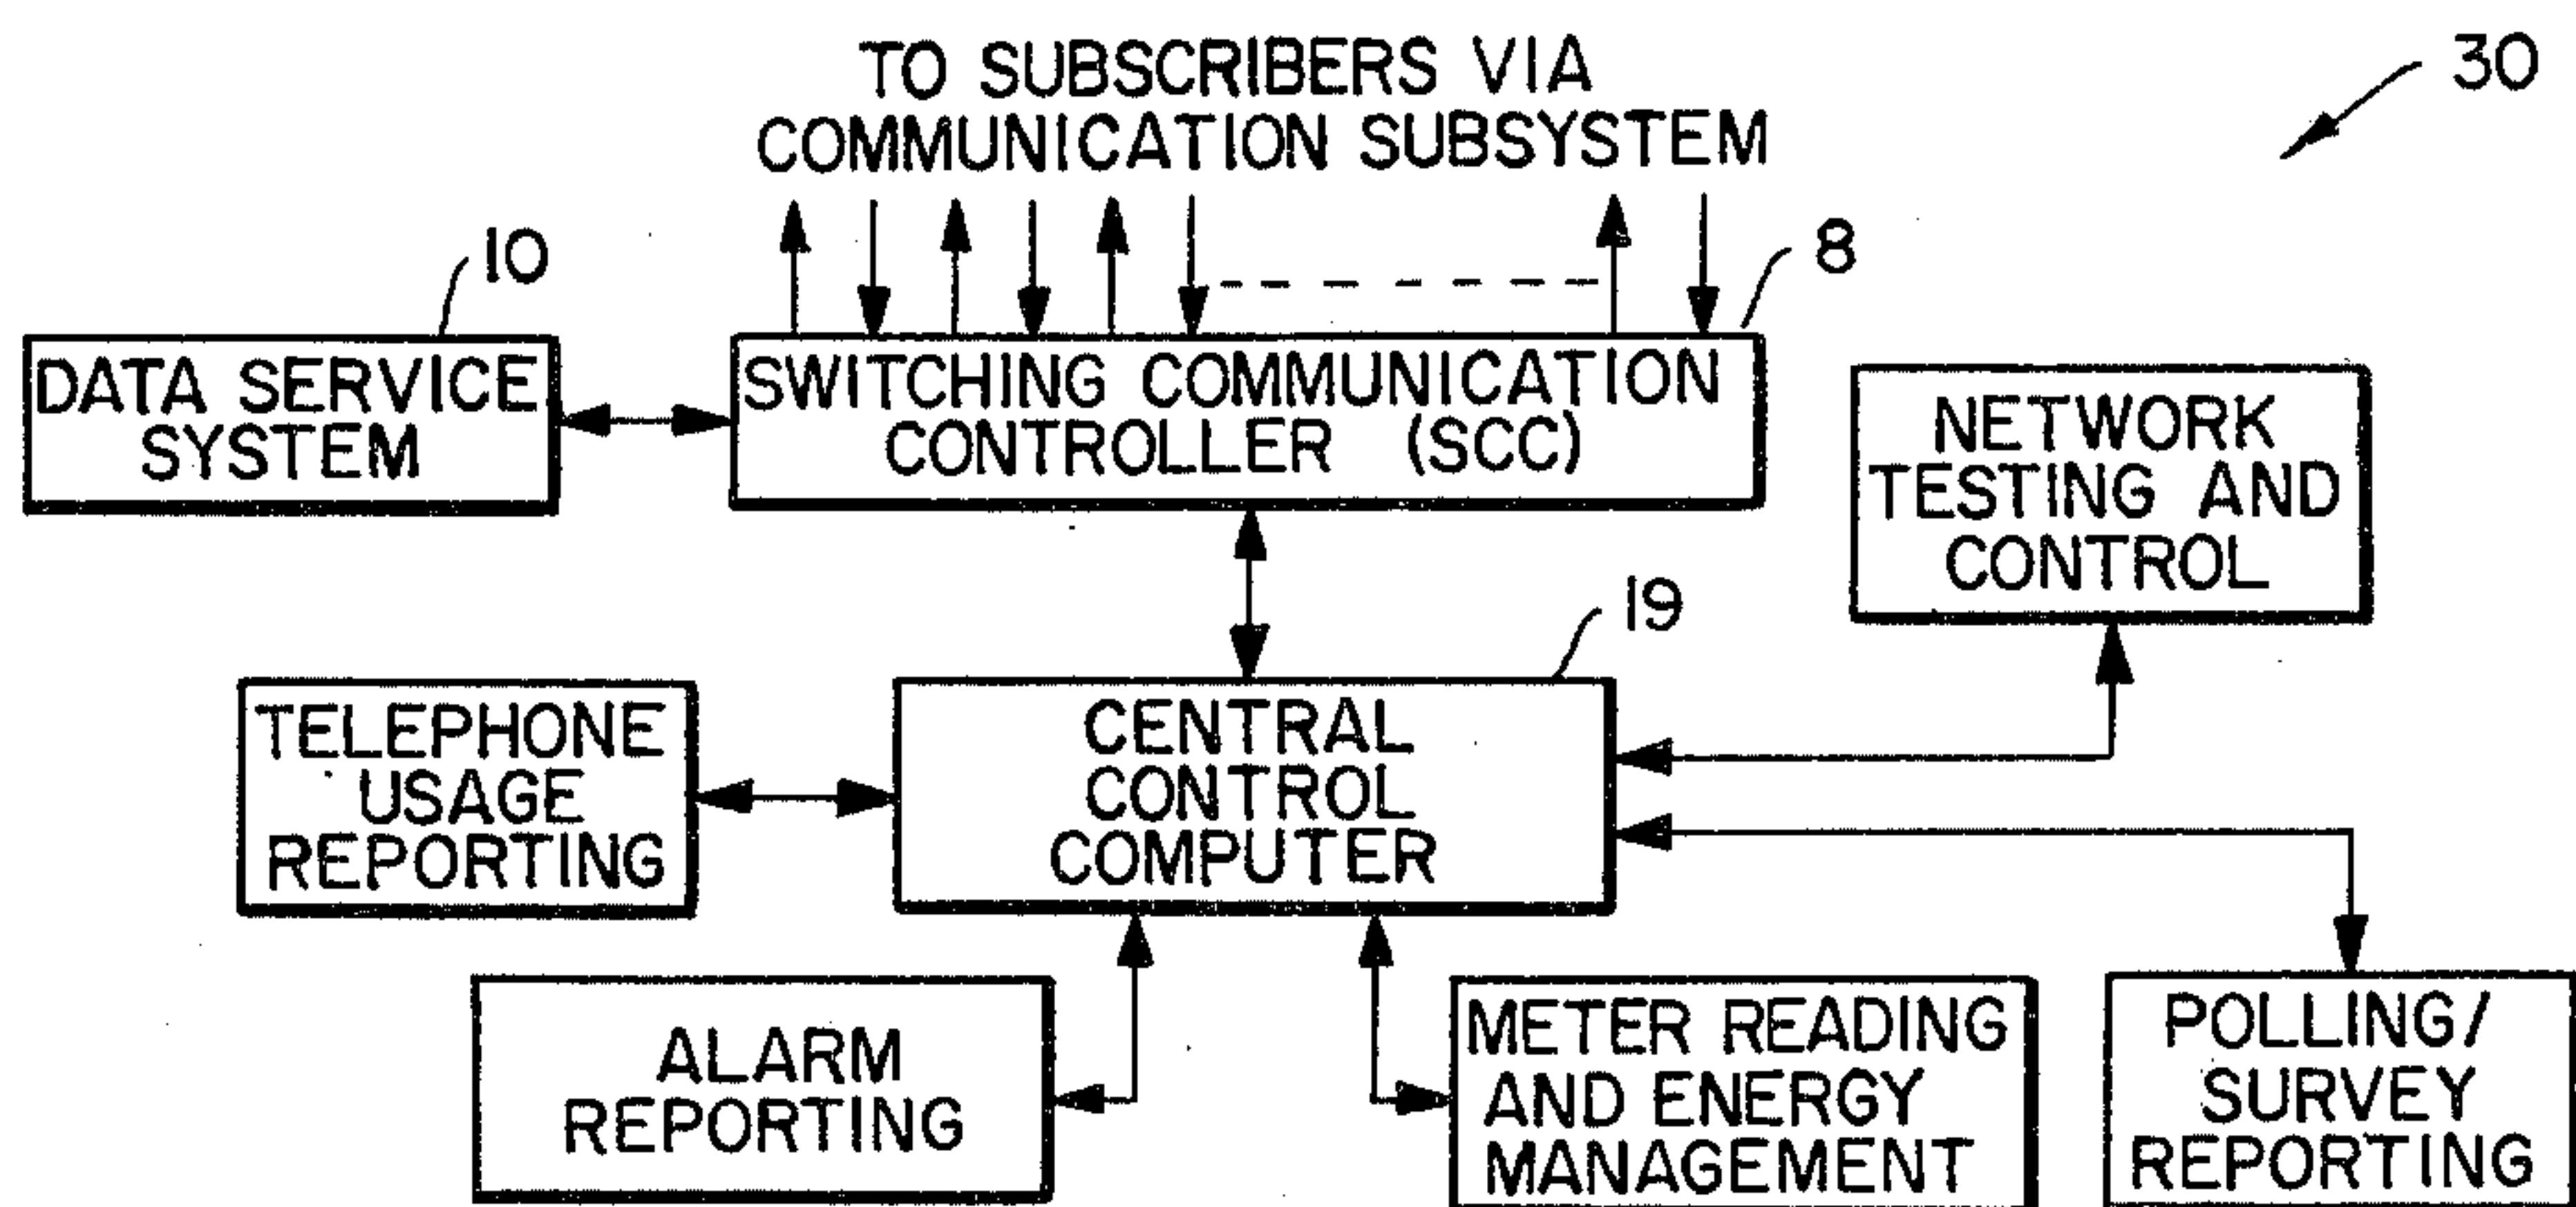 TO SUBSCRIBERS VIA
COMMUNICATION SUBSYSTEM
30
10
8
DATA SERVICE
SYSTEM
SWITCHING COMMUNICATION
CONTROLLER (SCC)
NETWORK
TESTING AND
CONTROL
19
TELEPHONE
USAGE
REPORTING
CENTRAL
CONTROL
COMPUTER
ALARM
REPORTING
METER READING
AND ENERGY
MANAGEMENT
POLLING/
SURVEY
REPORTING